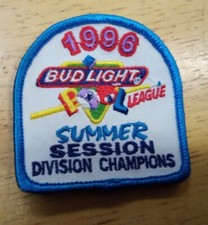 1996
BUD LIGHT
POOL
LEAGUE
SUMMER
SESSION
DIVISION CHAMPIONS